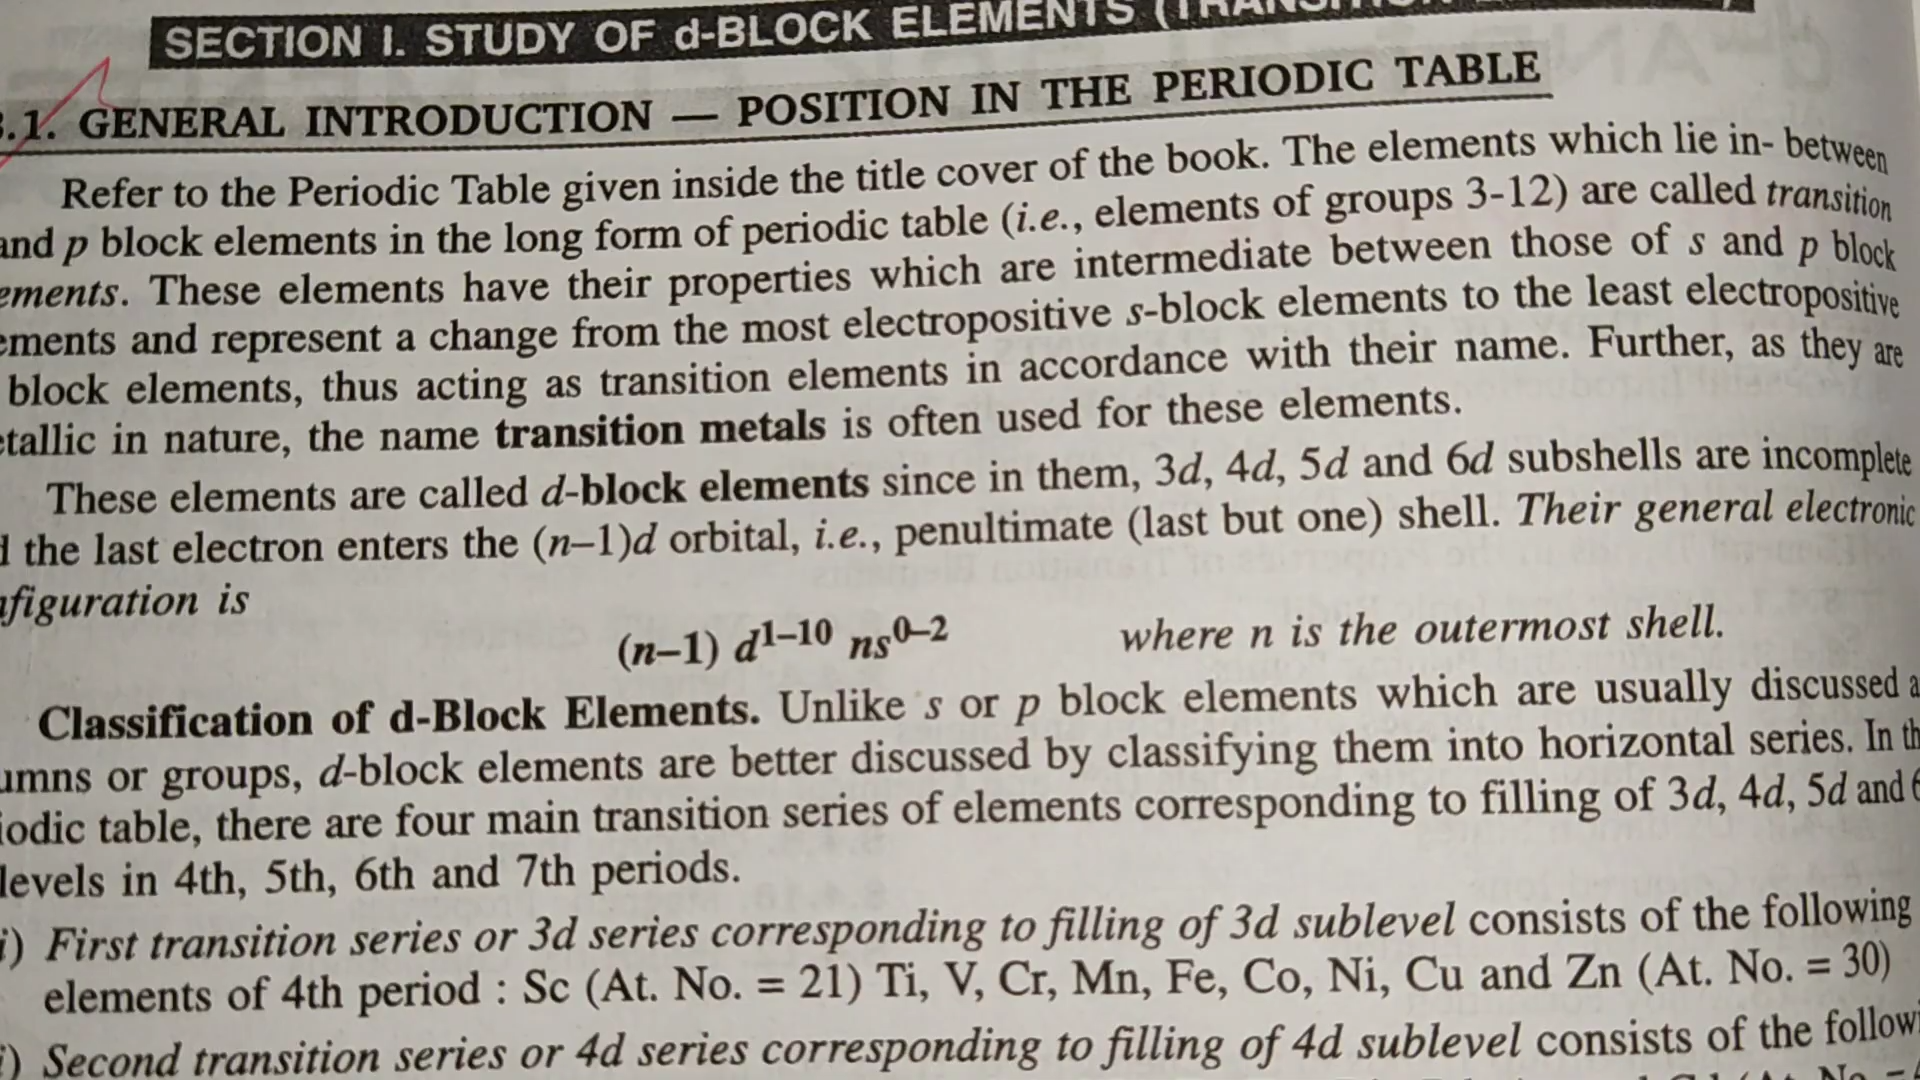 SECTION I. STUDY OF d-BLOCK ELEMENTS
.1. GENERAL INTRODUCTION — POSITION IN THE PERIODIC TABLE
Refer to the Periodic Table given inside the title cover of the book. The elements which lie in- between
and p block elements in the long form of periodic table (i.e., elements of groups 3-12) are called transition
ements. These elements have their properties which are intermediate between those of s and p block
ements and represent a change from the most electropositive s-block elements to the least electropositive
block elements, thus acting as transition elements in accordance with their name. Further, as they are
etallic in nature, the name transition metals is often used for these elements.
These elements are called d-block elements since in them, 3d, 4d, 5d and 6d subshells are incomplete
the last electron enters the (n–1)d orbital, i.e., penultimate (last but one) shell. Their general electronic
figuration is
(n–1) d¹⁻¹⁰ ns⁰⁻² where n is the outermost shell.
Classification of d-Block Elements. Unlike s or p block elements which are usually discussed a
umns or groups, d-block elements are better discussed by classifying them into horizontal series. In th
iodic table, there are four main transition series of elements corresponding to filling of 3d, 4d, 5d and 6
levels in 4th, 5th, 6th and 7th periods.
i) First transition series or 3d series corresponding to filling of 3d sublevel consists of the following
elements of 4th period : Sc (At. No. = 21) Ti, V, Cr, Mn, Fe, Co, Ni, Cu and Zn (At. No. = 30)
i) Second transition series or 4d series corresponding to filling of 4d sublevel consists of the followi